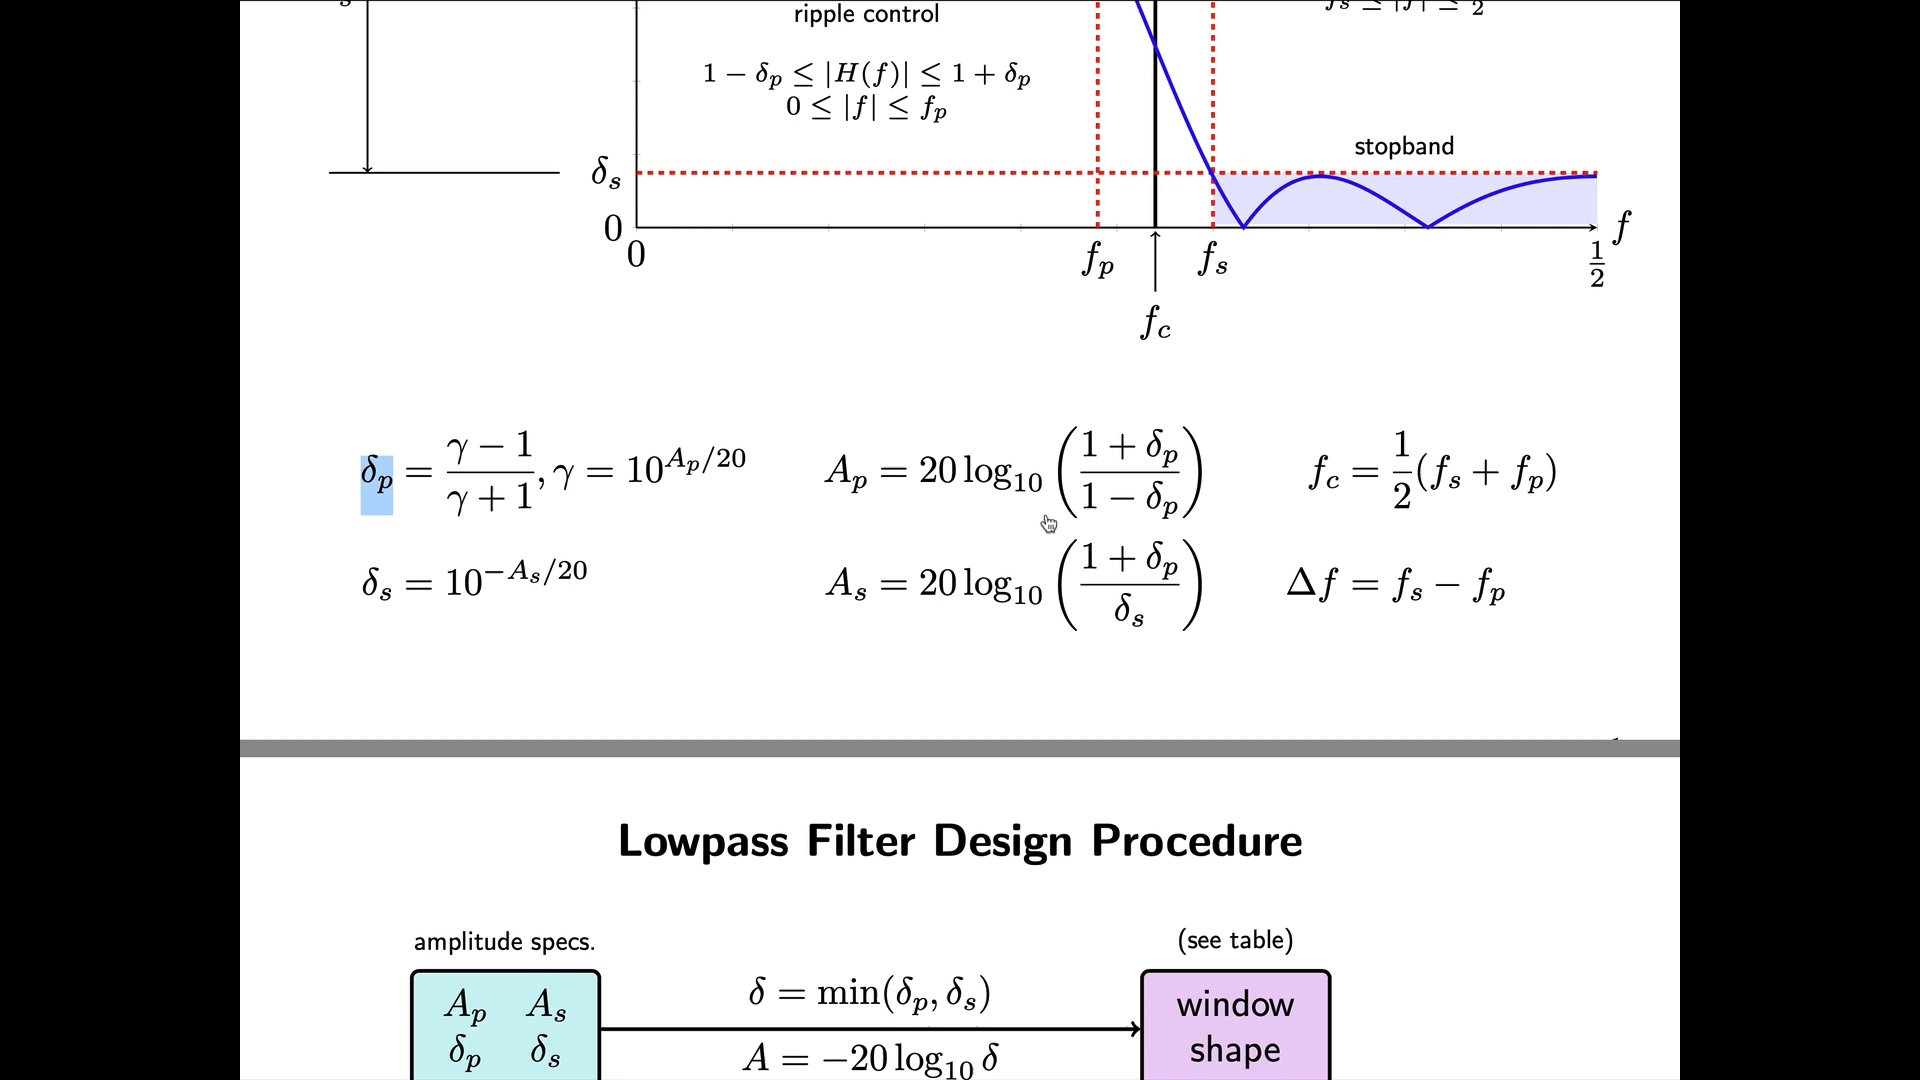 ripple control
1 − δp ≤ |H(f)| ≤ 1 + δp
0 ≤ |f| ≤ fp
stopband
δs
0
f
0
fp
fs
1/2
fc
δp = (γ − 1)/(γ + 1), γ = 10^(Ap/20)
Ap = 20 log10 ((1 + δp)/(1 − δp))
fc = 1/2 (fs + fp)
δs = 10^(−As/20)
As = 20 log10 ((1 + δp)/δs)
Δf = fs − fp
Lowpass Filter Design Procedure
amplitude specs.
(see table)
Ap As
δp δs
δ = min(δp, δs)
A = −20 log10 δ
window
shape